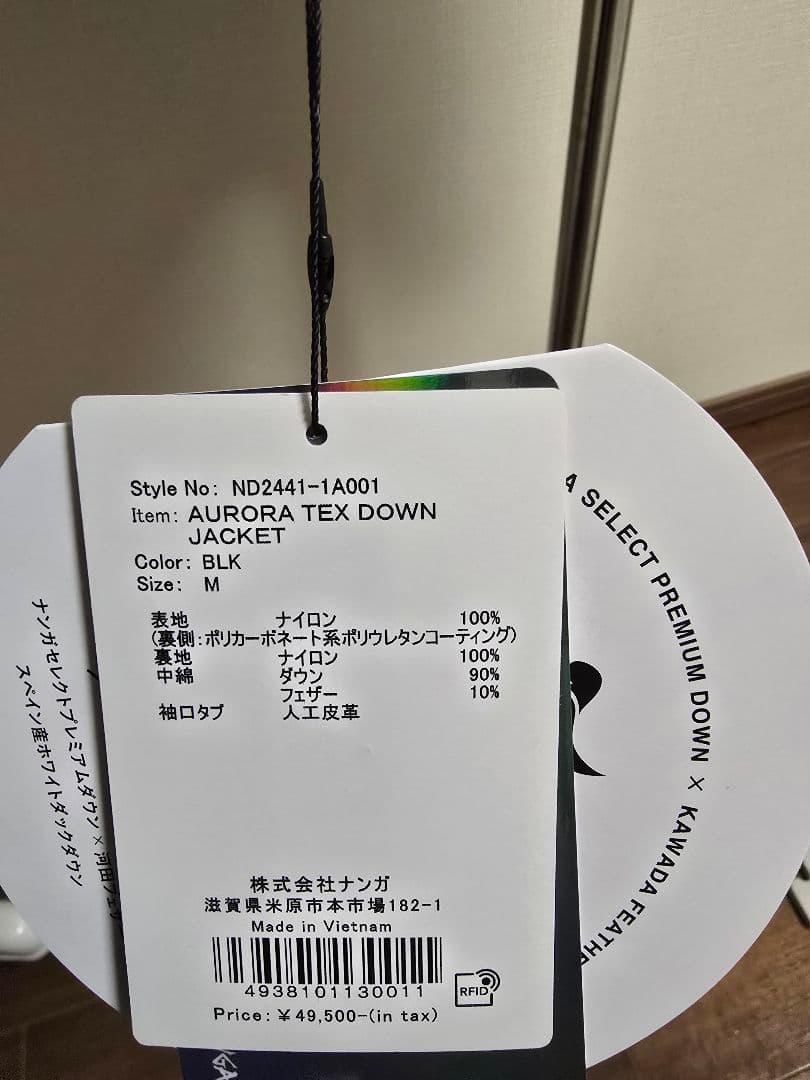 Style No: ND2441-1A001
Item: AURORA TEX DOWN
JACKET
Color: BLK
Size: M
表地 ナイロン 100%
(裏側:ポリカーボネート系ポリウレタンコーティング)
裏地 ナイロン 100%
中綿 ダウン 90%
フェザー 10%
袖口タブ 人工皮革
株式会社ナンガ
滋賀県米原市本市場182-1
Made in Vietnam
4938101130011
RFID
Price: ¥49,500-(in tax)
A SELECT PREMIUM DOWN × KAWADA FEATHE
ナンガセレクトプレミアムダウン×河田フェザ
スペイン産ホワイトダックダウン